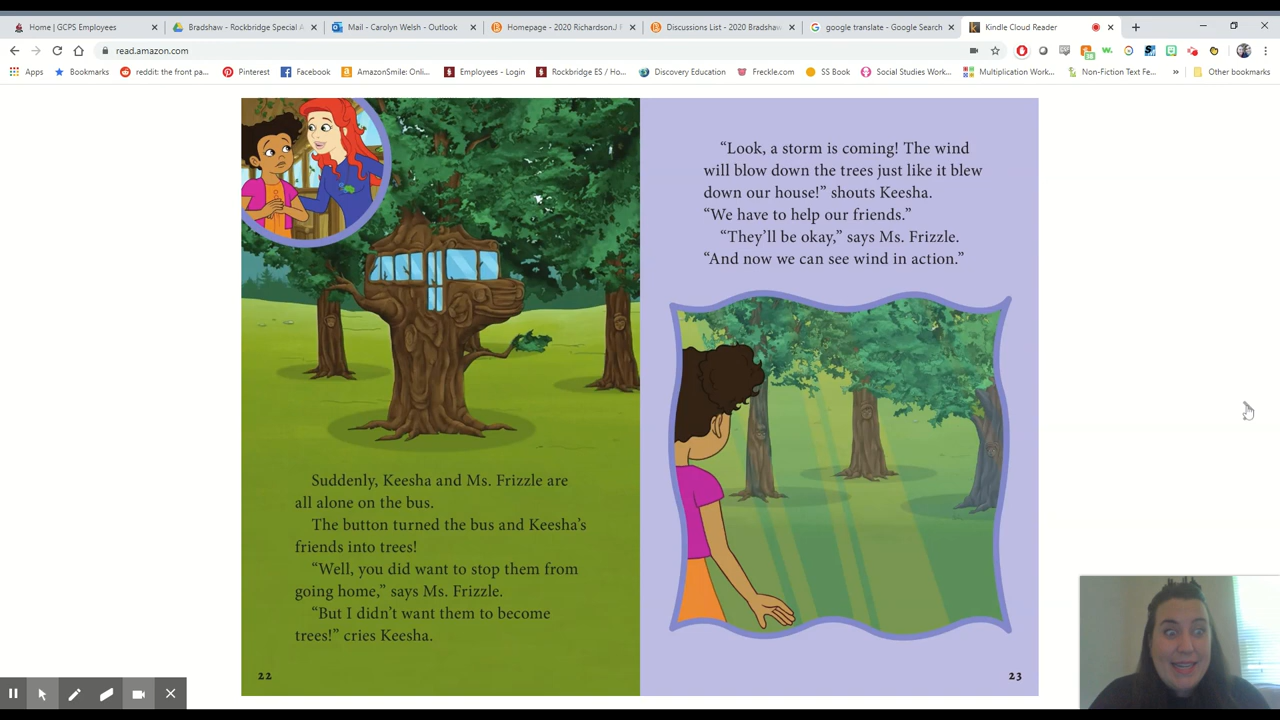 Home | GCPS Employees
Bradshaw - Rockbridge Special A
Mail - Carolyn Welsh - Outlook
Homepage - 2020 Richardson.J F
Discussions List - 2020 Bradshaw
google translate - Google Search
Kindle Cloud Reader
read.amazon.com
Apps
Bookmarks
reddit: the front pa...
Pinterest
Facebook
AmazonSmile: Onli...
Employees - Login
Rockbridge ES / Ho...
Discovery Education
Freckle.com
SS Book
Social Studies Work...
Multiplication Work...
Non-Fiction Text Fe...
»
Other bookmarks
Suddenly, Keesha and Ms. Frizzle are
all alone on the bus.
The button turned the bus and Keesha’s
friends into trees!
“Well, you did want to stop them from
going home,” says Ms. Frizzle.
“But I didn’t want them to become
trees!” cries Keesha.
22
“Look, a storm is coming! The wind
will blow down the trees just like it blew
down our house!” shouts Keesha.
“We have to help our friends.”
“They’ll be okay,” says Ms. Frizzle.
“And now we can see wind in action.”
23